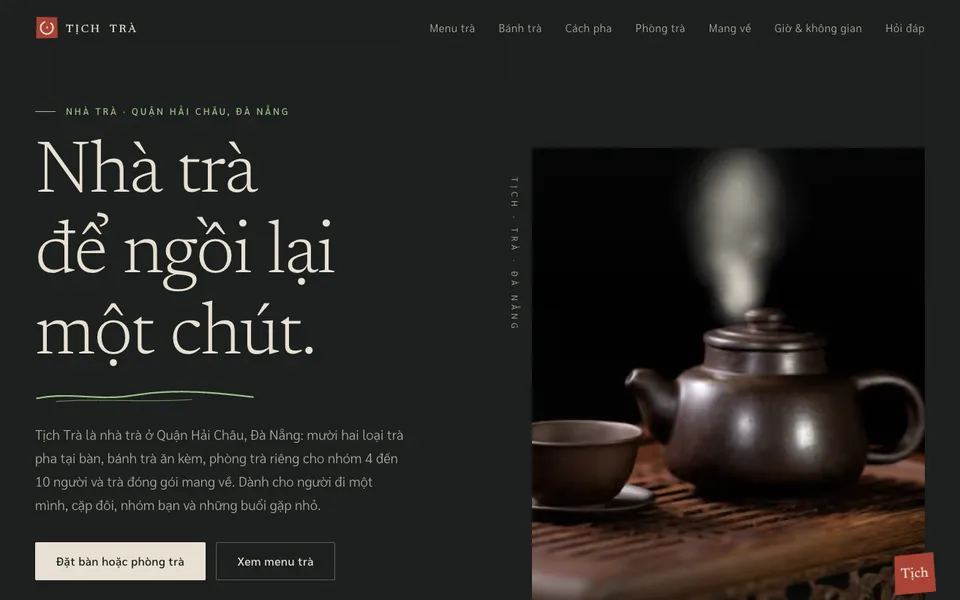 TỊCH TRÀ
Menu trà
Bánh trà
Cách pha
Phòng trà
Mang về
Giờ & không gian
Hỏi đáp
NHÀ TRÀ · QUẬN HẢI CHÂU, ĐÀ NẴNG
Nhà trà
để ngồi lại
một chút.
Tịch Trà là nhà trà ở Quận Hải Châu, Đà Nẵng: mười hai loại trà
pha tại bàn, bánh trà ăn kèm, phòng trà riêng cho nhóm 4 đến
10 người và trà đóng gói mang về. Dành cho người đi một
mình, cặp đôi, nhóm bạn và những buổi gặp nhỏ.
Đặt bàn hoặc phòng trà
Xem menu trà
TỊCH · TRÀ · ĐÀ NẴNG
Tịch